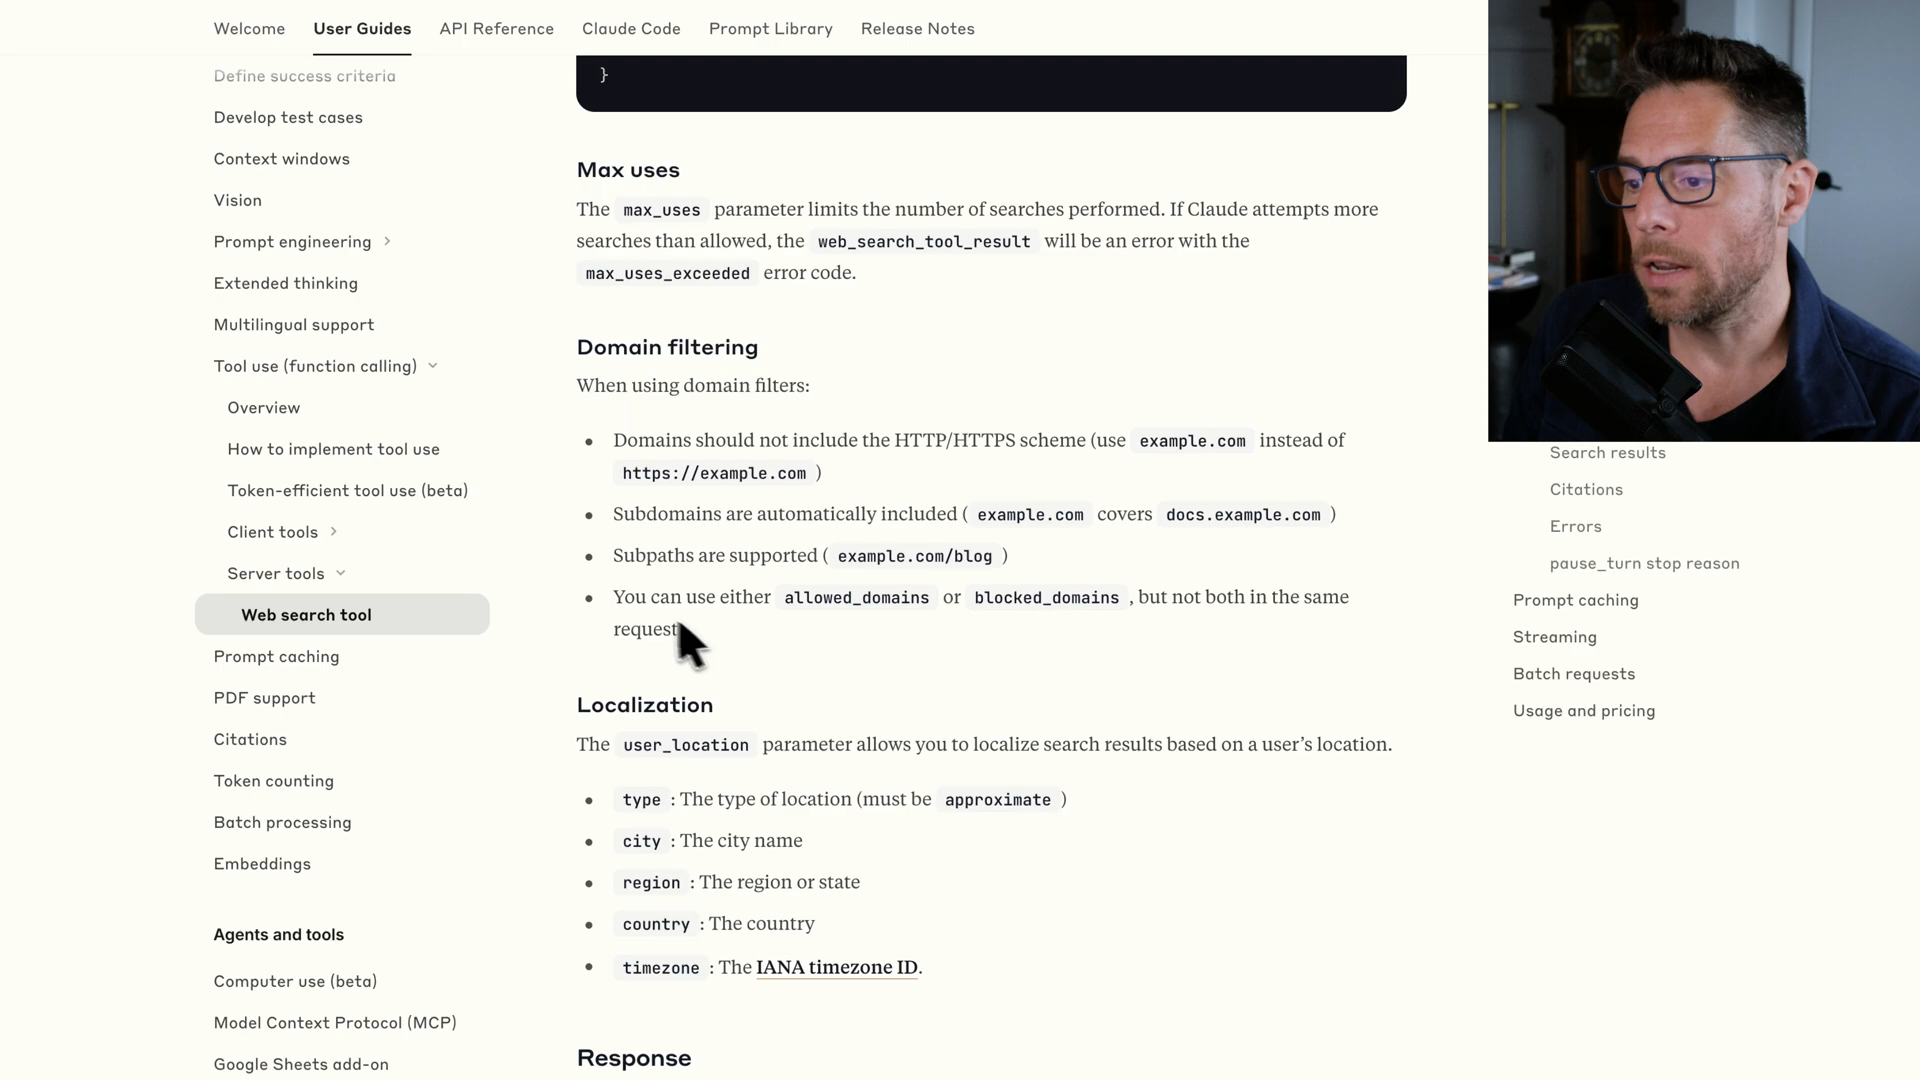 Welcome
User Guides
API Reference
Claude Code
Prompt Library
Release Notes
Define success criteria
Develop test cases
Context windows
Vision
Prompt engineering
Extended thinking
Multilingual support
Tool use (function calling)
Overview
How to implement tool use
Token-efficient tool use (beta)
Client tools
Server tools
Web search tool
Prompt caching
PDF support
Citations
Token counting
Batch processing
Embeddings
Agents and tools
Computer use (beta)
Model Context Protocol (MCP)
Google Sheets add-on
}
Max uses
The max_uses parameter limits the number of searches performed. If Claude attempts more
searches than allowed, the web_search_tool_result will be an error with the
max_uses_exceeded error code.
Domain filtering
When using domain filters:
Domains should not include the HTTP/HTTPS scheme (use example.com instead of
https://example.com )
Subdomains are automatically included ( example.com covers docs.example.com )
Subpaths are supported ( example.com/blog )
You can use either allowed_domains or blocked_domains , but not both in the same
request
Localization
The user_location parameter allows you to localize search results based on a user’s location.
type : The type of location (must be approximate )
city : The city name
region : The region or state
country : The country
timezone : The IANA timezone ID.
Response
Search results
Citations
Errors
pause_turn stop reason
Prompt caching
Streaming
Batch requests
Usage and pricing